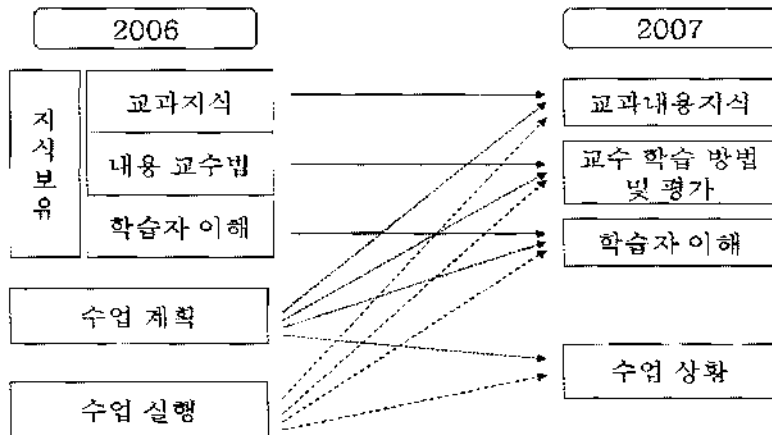 2006
2007
지식보유
교과지식
내용 교수법
학습자 이해
수업 계획
수업 실행
교과내용지식
교수 학습 방법
및 평가
학습자 이해
수업 상황